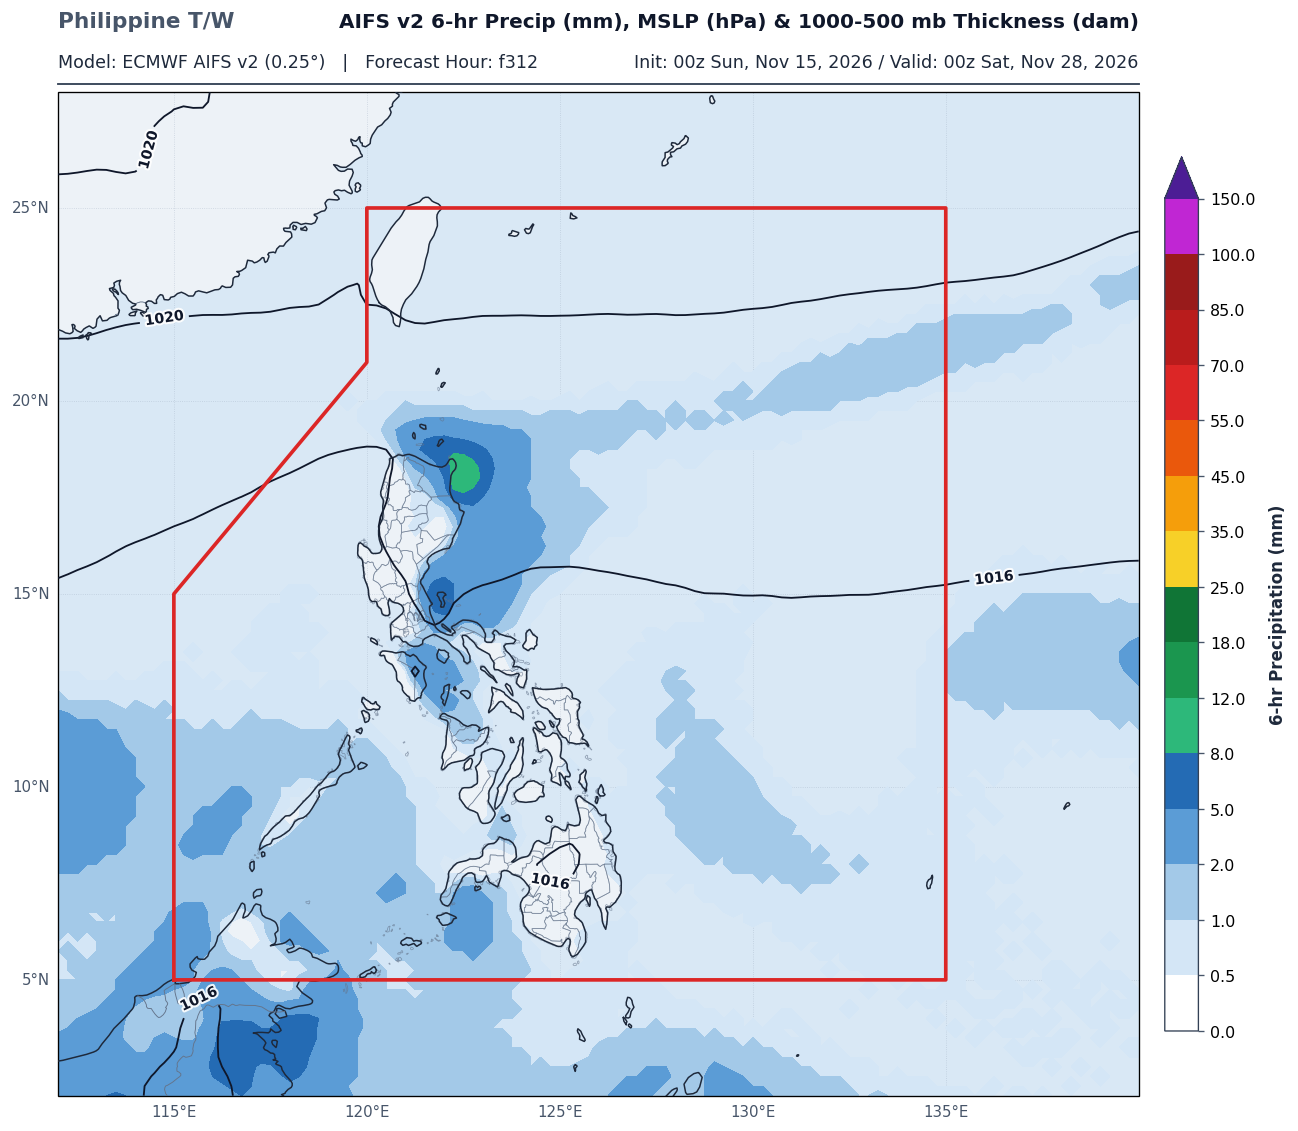 Philippine T/W
AIFS v2 6-hr Precip (mm), MSLP (hPa) & 1000-500 mb Thickness (dam)
Model: ECMWF AIFS v2 (0.25°) | Forecast Hour: f312
Init: 00z Sun, Nov 15, 2026 / Valid: 00z Sat, Nov 28, 2026
1020
1020
1016
1016
1016
25°N
20°N
15°N
10°N
5°N
115°E
120°E
125°E
130°E
135°E
150.0
100.0
85.0
70.0
55.0
45.0
35.0
25.0
18.0
12.0
8.0
5.0
2.0
1.0
0.5
0.0
6-hr Precipitation (mm)